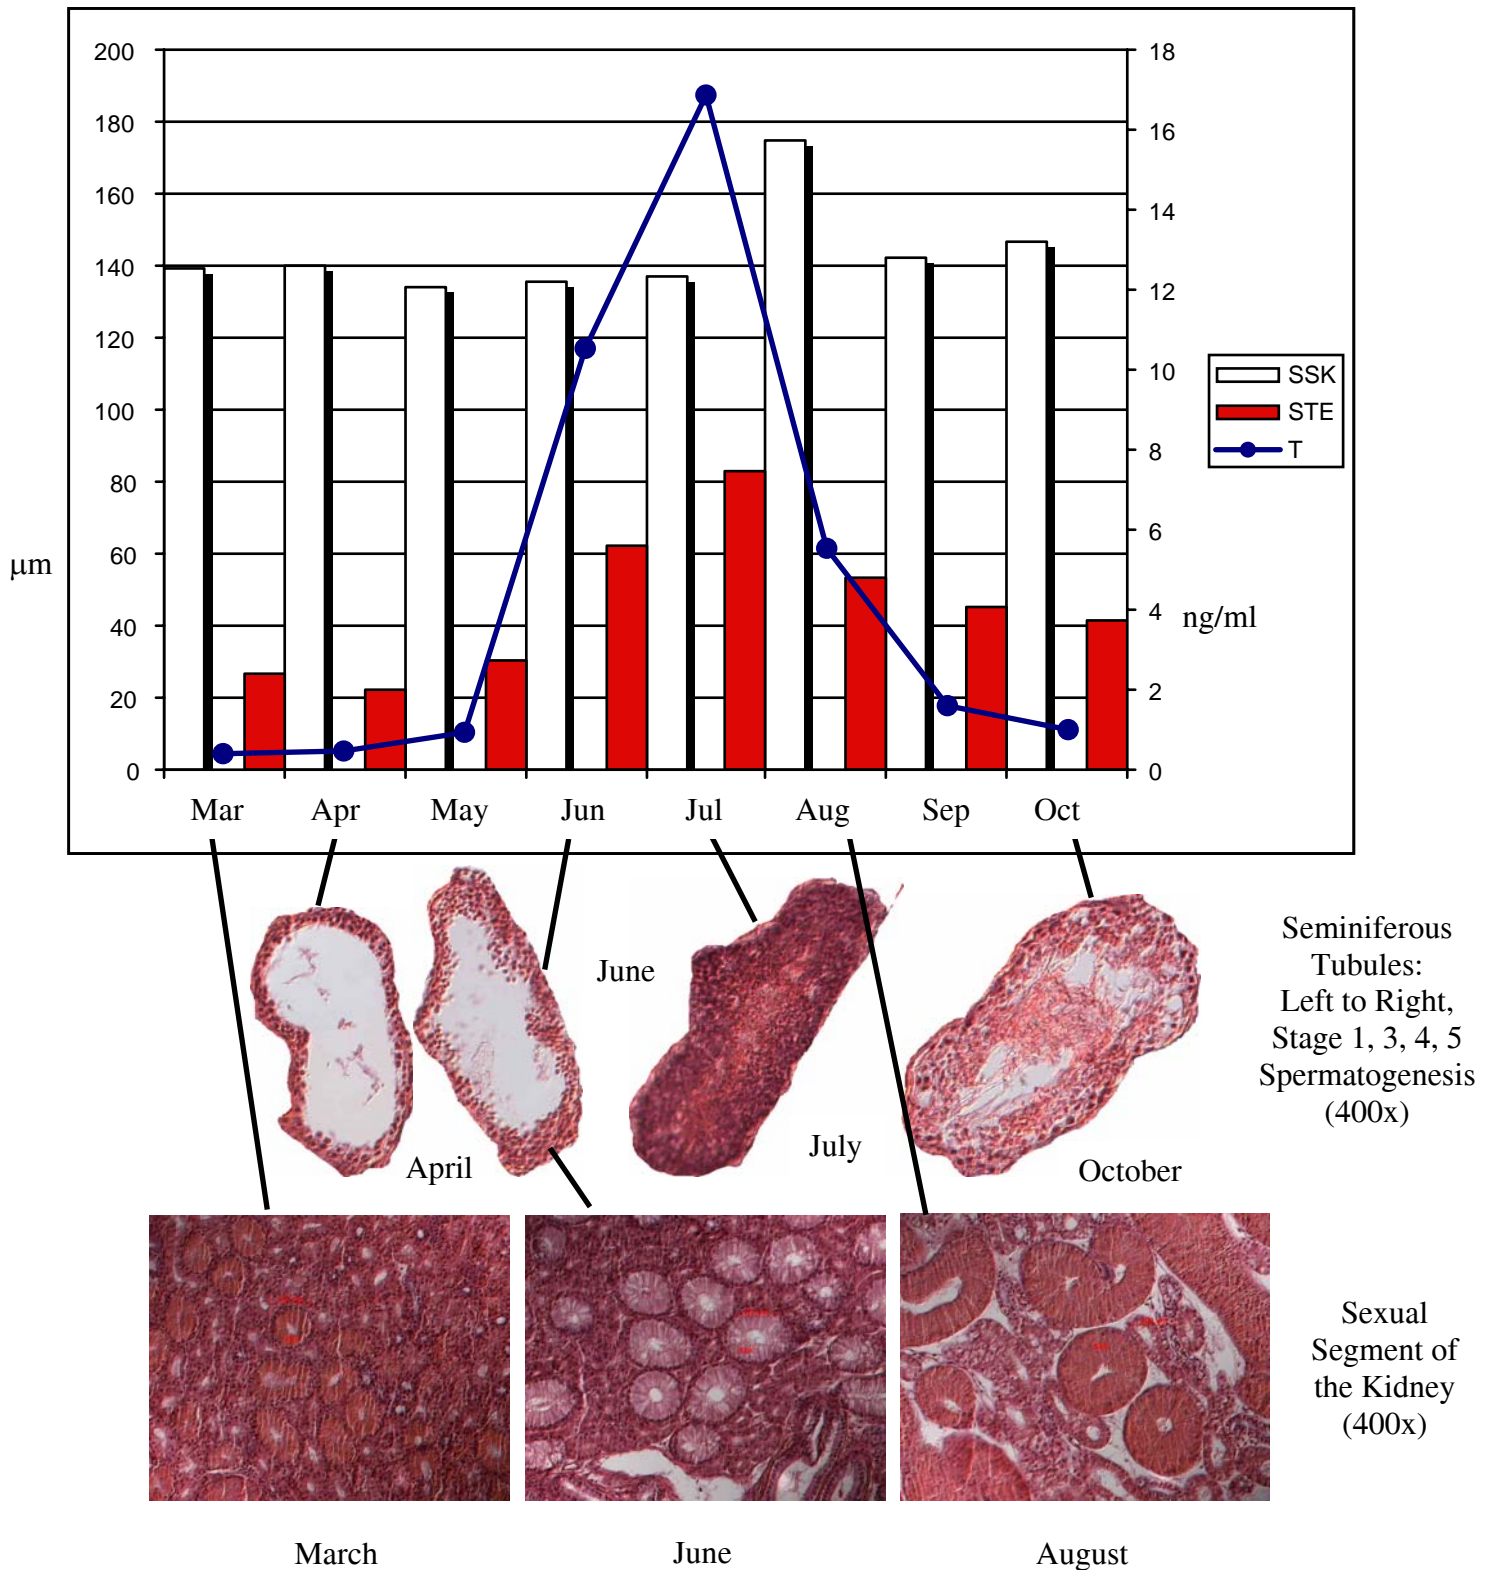 200
180
160
140
120
100
80
60
40
20
0
μm
18
16
14
12
10
8
6
4
2
0
ng/ml
SSK
STE
T
Mar Apr May Jun Jul Aug Sep Oct
June
July
April
October
Seminiferous
Tubules:
Left to Right,
Stage 1, 3, 4, 5
Spermatogenesis
(400x)
Sexual
Segment of
the Kidney
(400x)
March June August